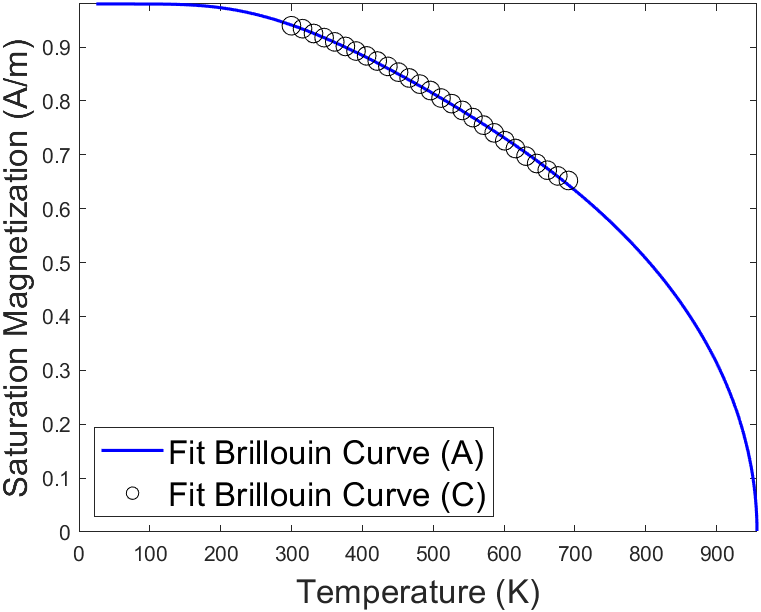 Saturation Magnetization (A/m)
0.9
0.8
0.7
0.6
0.5
0.4
0.3
0.2
0.1
0
Fit Brillouin Curve (A)
Fit Brillouin Curve (C)
0 100 200 300 400 500 600 700 800 900
Temperature (K)